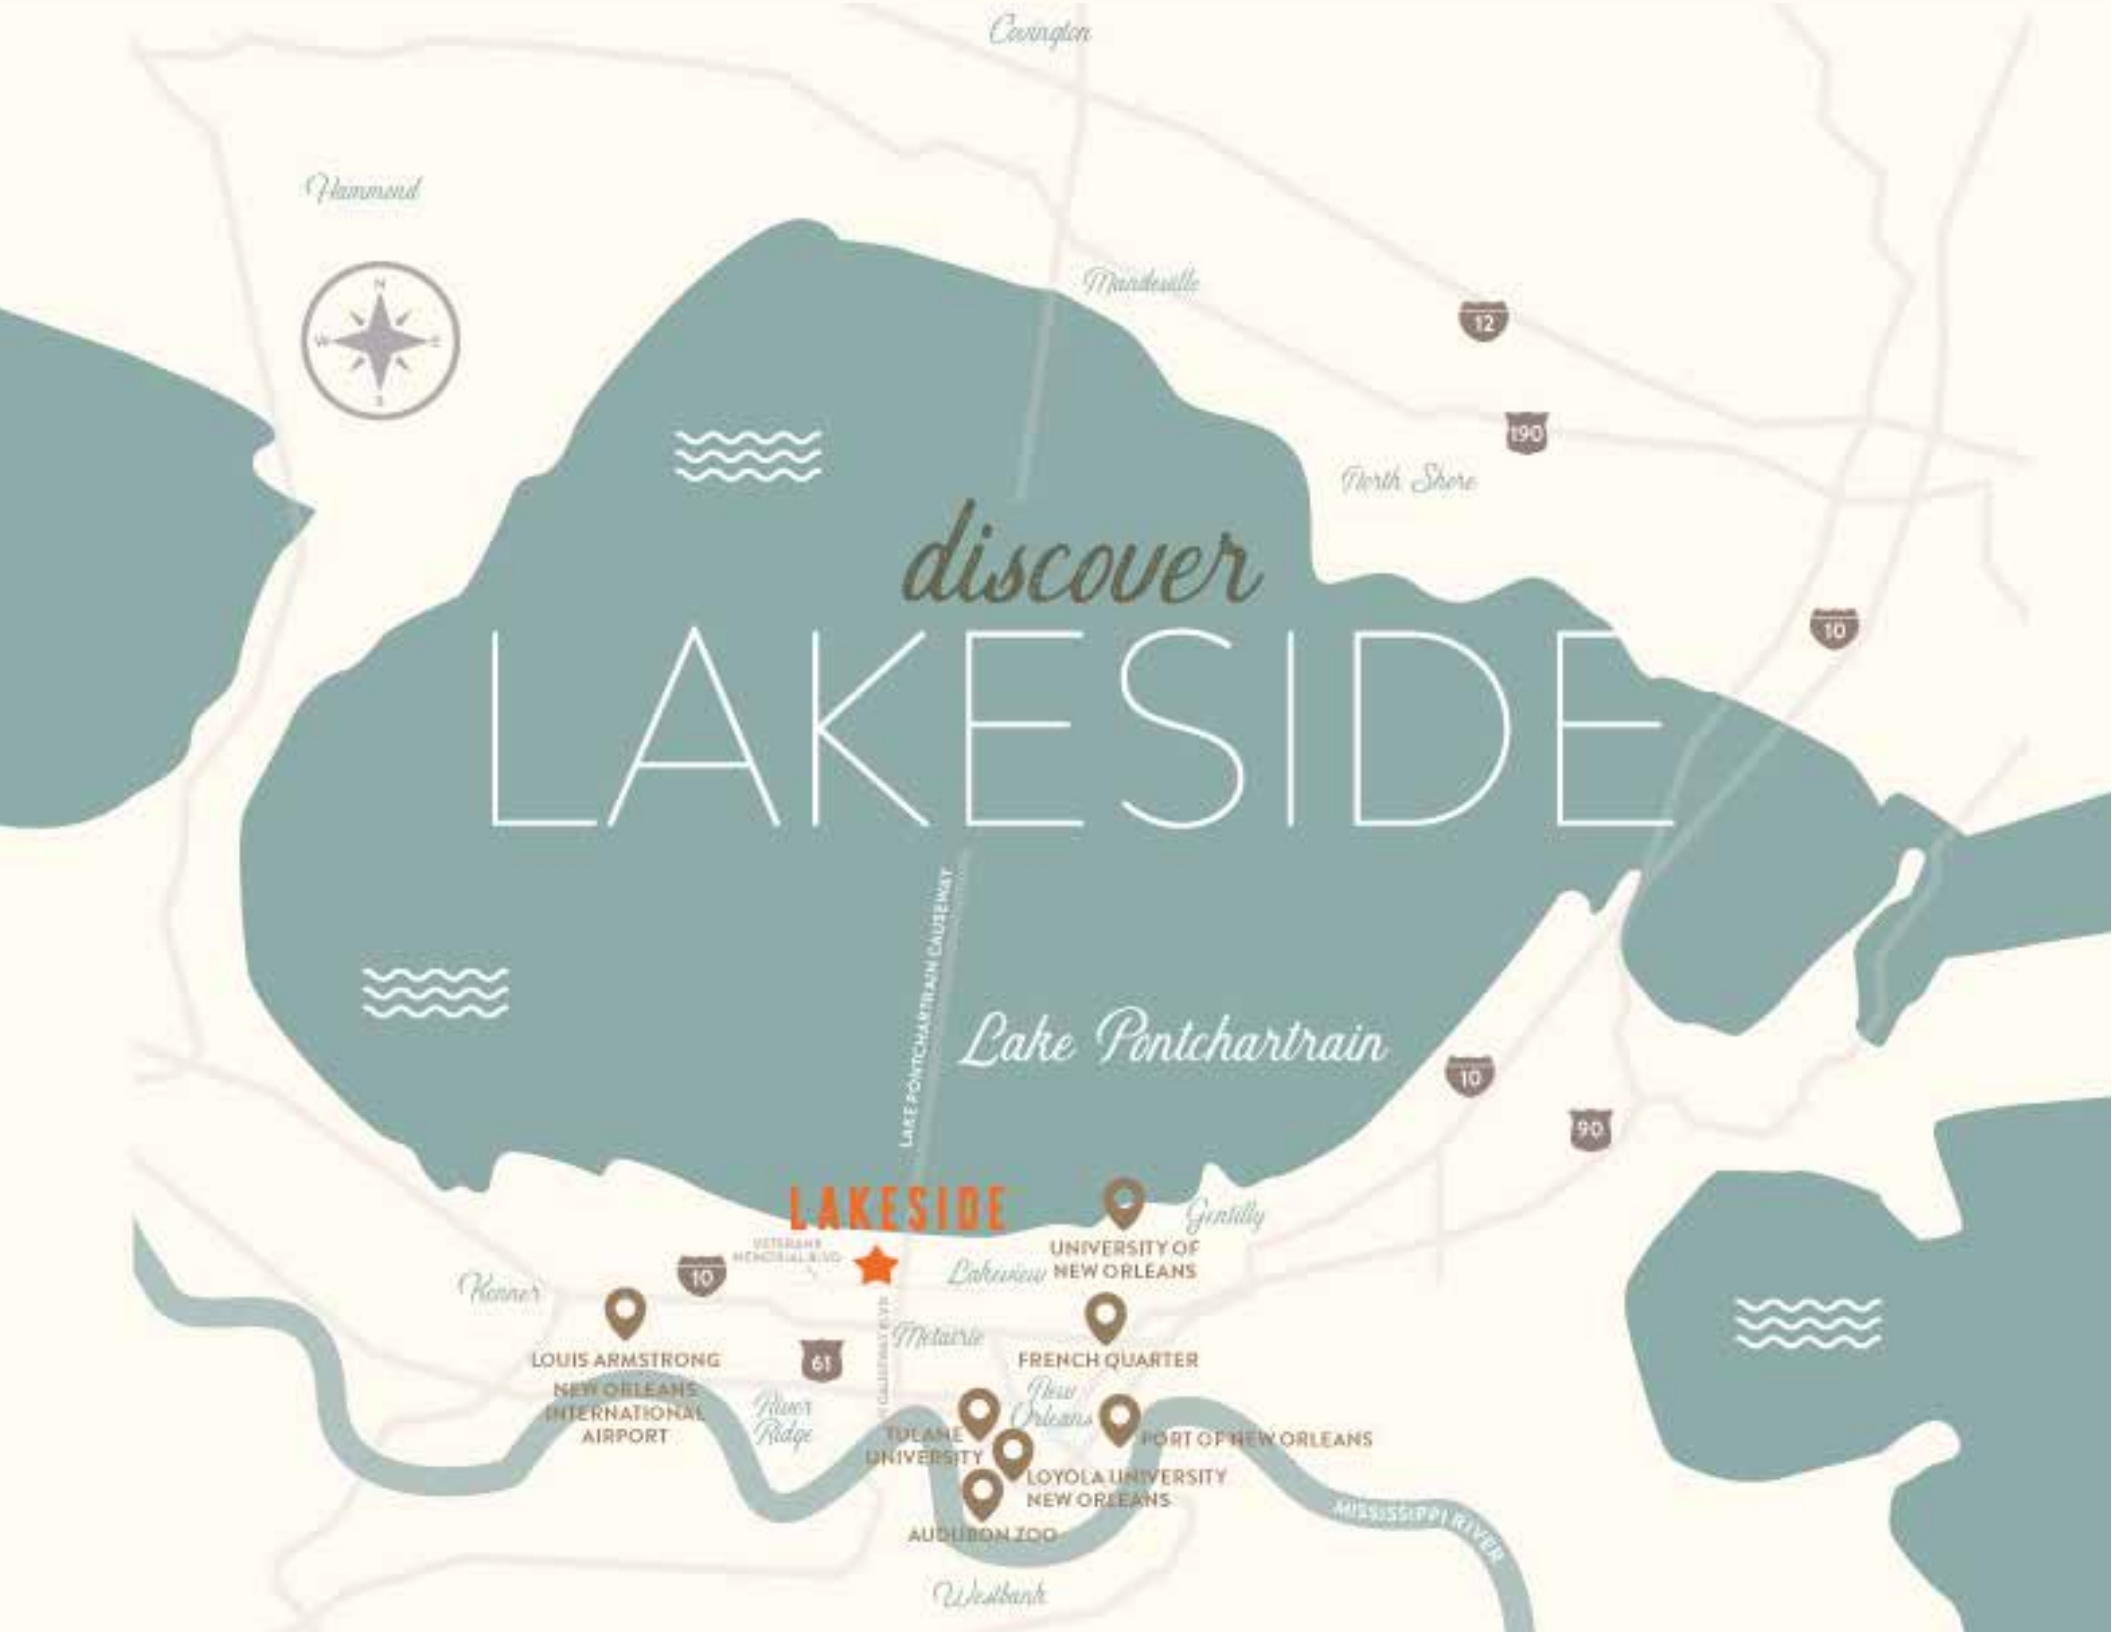 Covington
Hammond
N
W
E
S
Mandeville
12
190
North Shore
discover
LAKESIDE
10
LAKE PONTCHARTRAIN CAUSEWAY
Lake Pontchartrain
10
90
LAKESIDE
Gentilly
VETERANS
MEMORIAL BLVD
UNIVERSITY OF
NEW ORLEANS
Lakeview
Kenner
10
LOUIS ARMSTRONG
NEW ORLEANS
INTERNATIONAL
AIRPORT
61
N CAUSEWAY BLVD
Metairie
FRENCH QUARTER
River
Ridge
New
Orleans
TULANE
UNIVERSITY
PORT OF NEW ORLEANS
LOYOLA UNIVERSITY
NEW ORLEANS
AUDUBON ZOO
MISSISSIPPI RIVER
Westbank